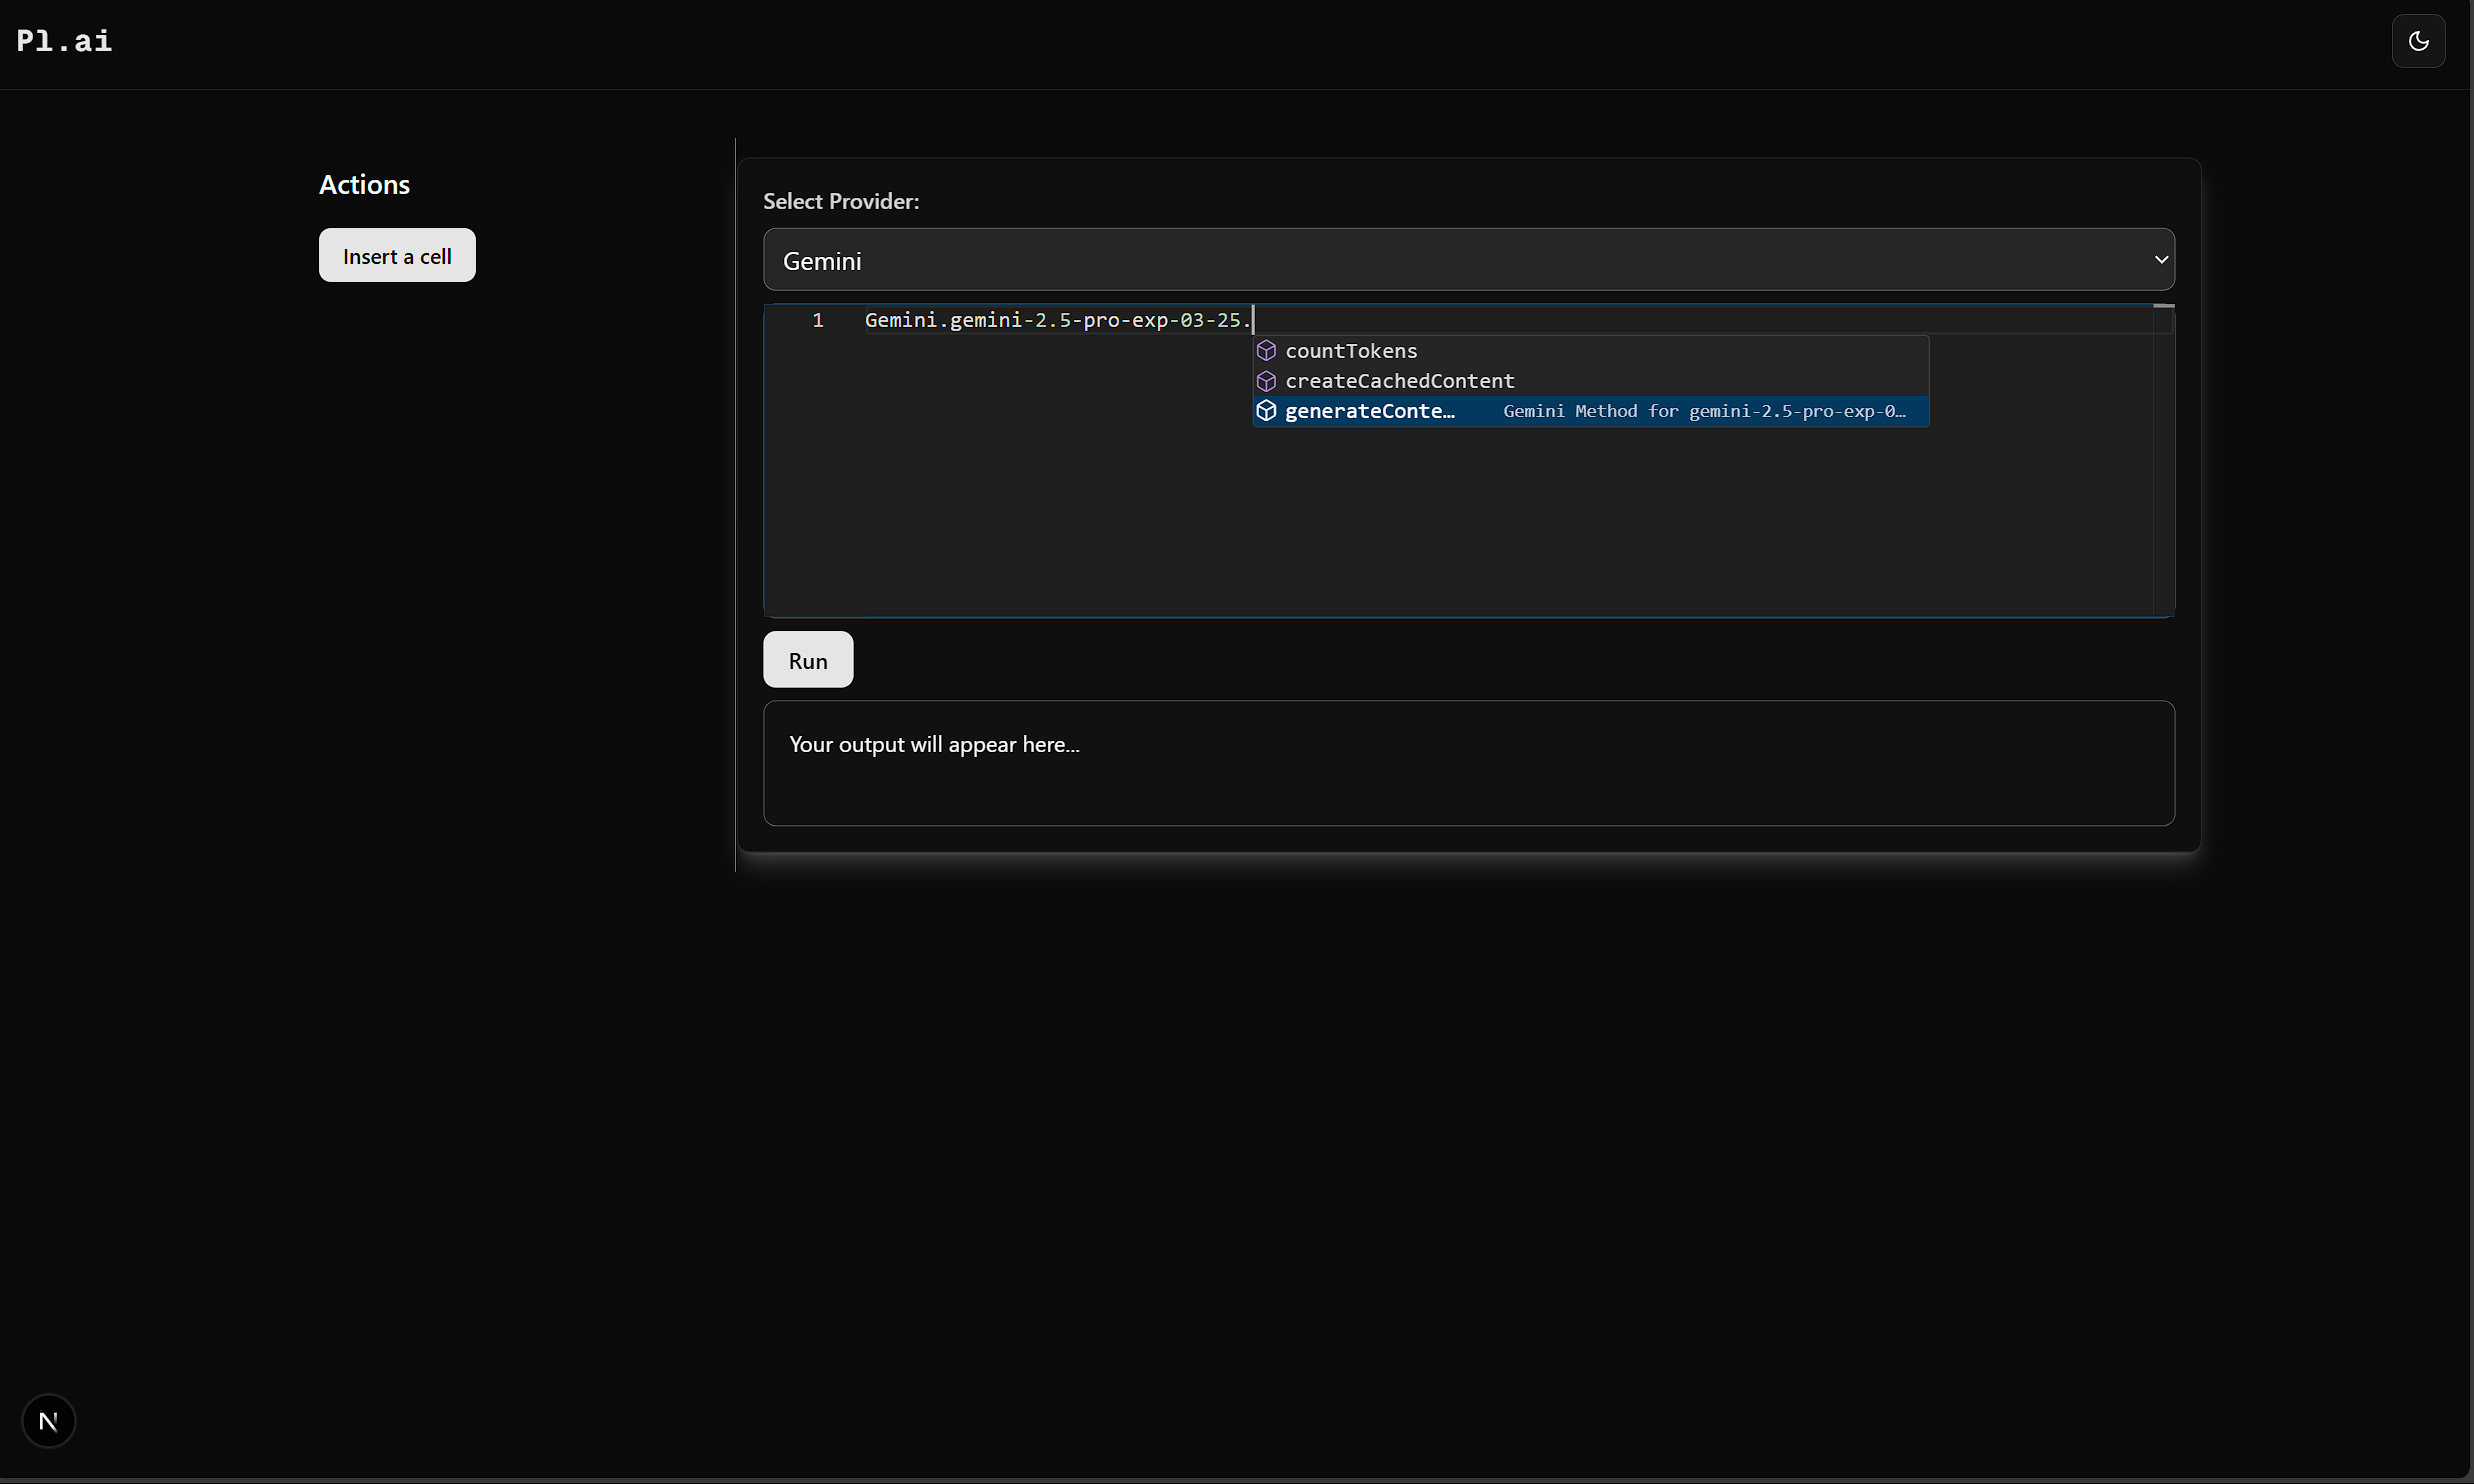 Pl.ai
Actions
Insert a cell
Select Provider:
Gemini
1 Gemini.gemini-2.5-pro-exp-03-25.
countTokens
createCachedContent
generateConte… Gemini Method for gemini-2.5-pro-exp-0…
Run
Your output will appear here...
N